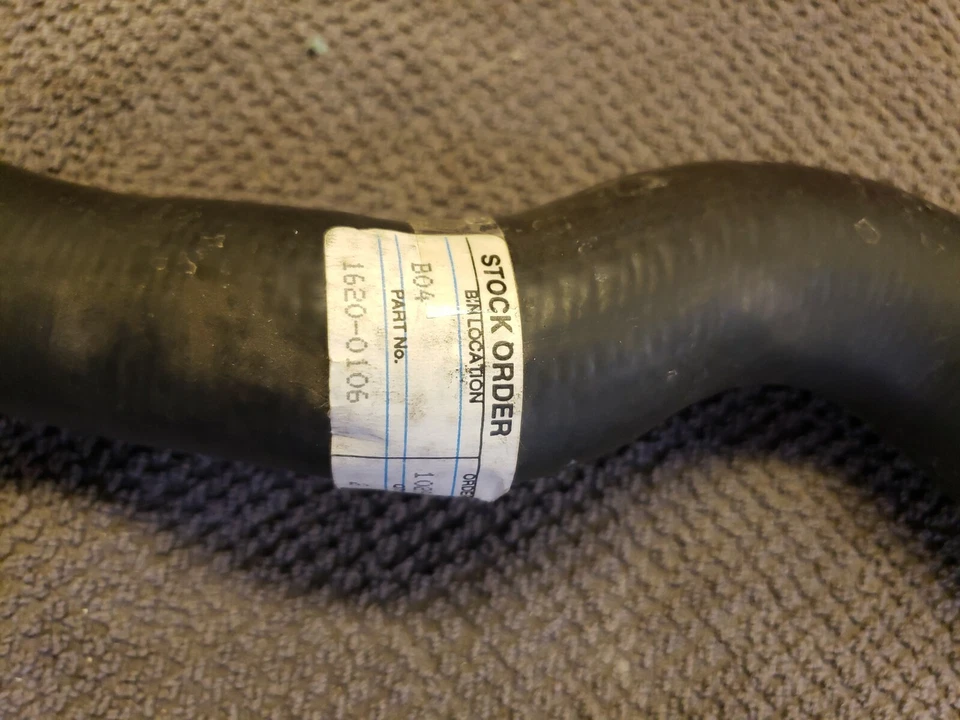 STOCK ORDER
BIN LOCATION
B04
PART No.
1620-0106